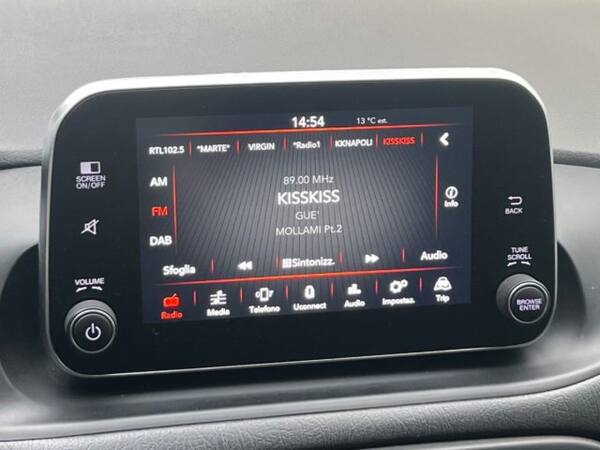 14:54 13 °C est.
RTL102.5 "MARTE" VIRGIN "Radio1 KKNAPOLI KISSKISS
SCREEN
ON/OFF
AM
FM
DAB
89.00 MHz
KISSKISS
GUE'
MOLLAMI Pt.2
Info
BACK
VOLUME
Sfoglia Sintonizz. Audio
TUNE
SCROLL
BROWSE
ENTER
Radio Media Telefono Uconnect Audio Impostaz. Trip